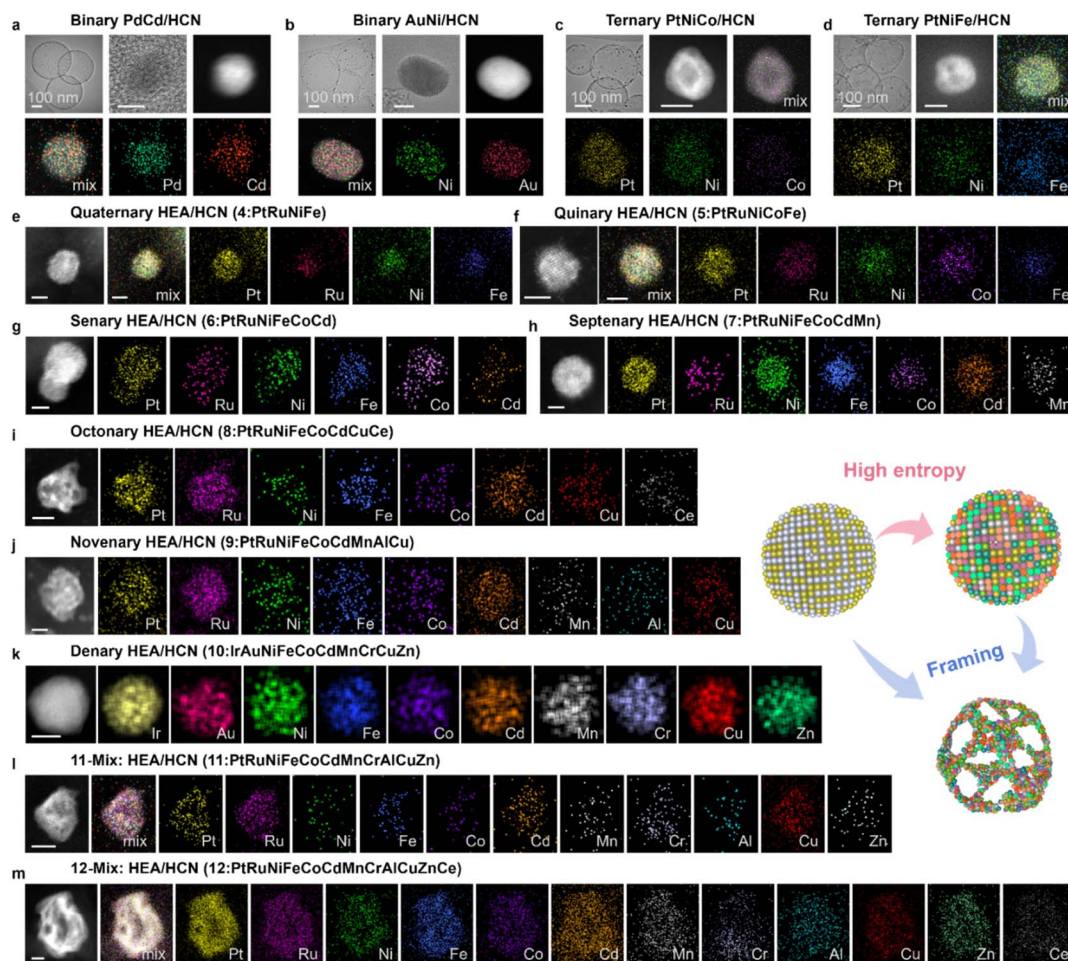 a Binary PdCd/HCN
b Binary AuNi/HCN
c Ternary PtNiCo/HCN
d Ternary PtNiFe/HCN
100 nm
100 nm
100 nm
mix
100 nm
mix
mix Pd Cd
mix Ni Au
Pt Ni Co
Pt Ni Fe
e Quaternary HEA/HCN (4:PtRuNiFe)
f Quinary HEA/HCN (5:PtRuNiCoFe)
mix Pt Ru Ni Fe
mix Pt Ru Ni Co Fe
g Senary HEA/HCN (6:PtRuNiFeCoCd)
h Septenary HEA/HCN (7:PtRuNiFeCoCdMn)
Pt Ru Ni Fe Co Cd
Pt Ru Ni Fe Co Cd Mn
i Octonary HEA/HCN (8:PtRuNiFeCoCdCuCe)
Pt Ru Ni Fe Co Cd Cu Ce
High entropy
j Novenary HEA/HCN (9:PtRuNiFeCoCdMnAlCu)
Pt Ru Ni Fe Co Cd Mn Al Cu
k Denary HEA/HCN (10:IrAuNiFeCoCdMnCrCuZn)
Ir Au Ni Fe Co Cd Mn Cr Cu Zn
Framing
l 11-Mix: HEA/HCN (11:PtRuNiFeCoCdMnCrAlCuZn)
mix Pt Ru Ni Fe Co Cd Mn Cr Al Cu Zn
m 12-Mix: HEA/HCN (12:PtRuNiFeCoCdMnCrAlCuZnCe)
mix Pt Ru Ni Fe Co Cd Mn Cr Al Cu Zn Ce